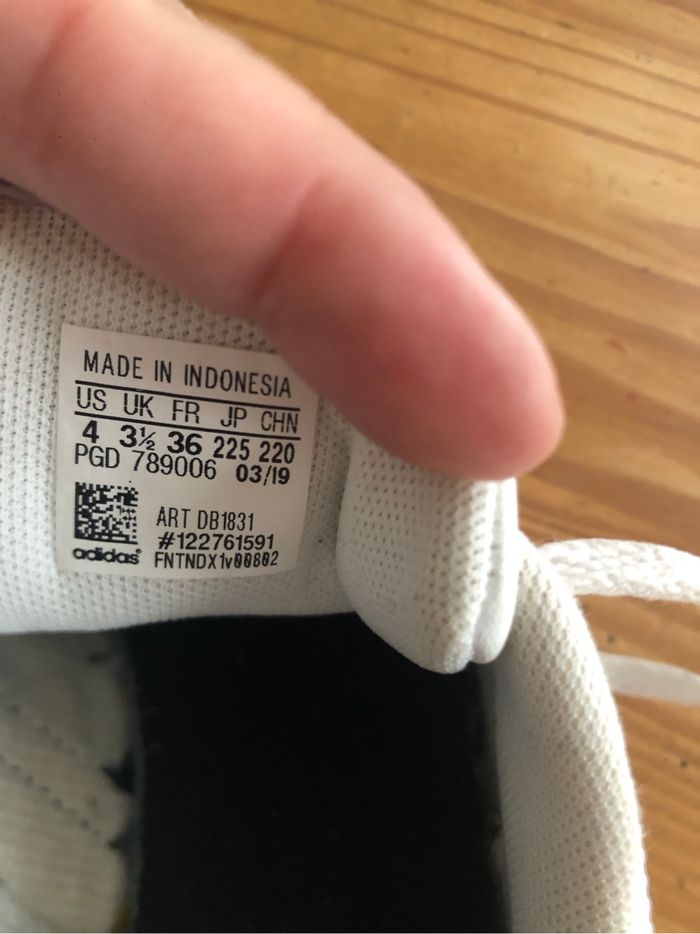 MADE IN INDONESIA
US UK FR JP CHN
4 3½ 36 225 220
PGD 789006 03/19
ART DB1831
#122761591
adidas FNTNDX1v00802